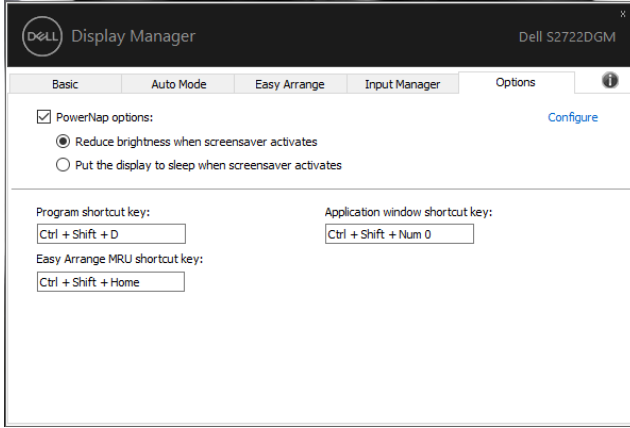 DELL Display Manager
Dell S2722DGM
x
Basic
Auto Mode
Easy Arrange
Input Manager
Options
i
PowerNap options:
Configure
Reduce brightness when screensaver activates
Put the display to sleep when screensaver activates
Program shortcut key:
Application window shortcut key:
Ctrl + Shift + D
Ctrl + Shift + Num 0
Easy Arrange MRU shortcut key:
Ctrl + Shift + Home